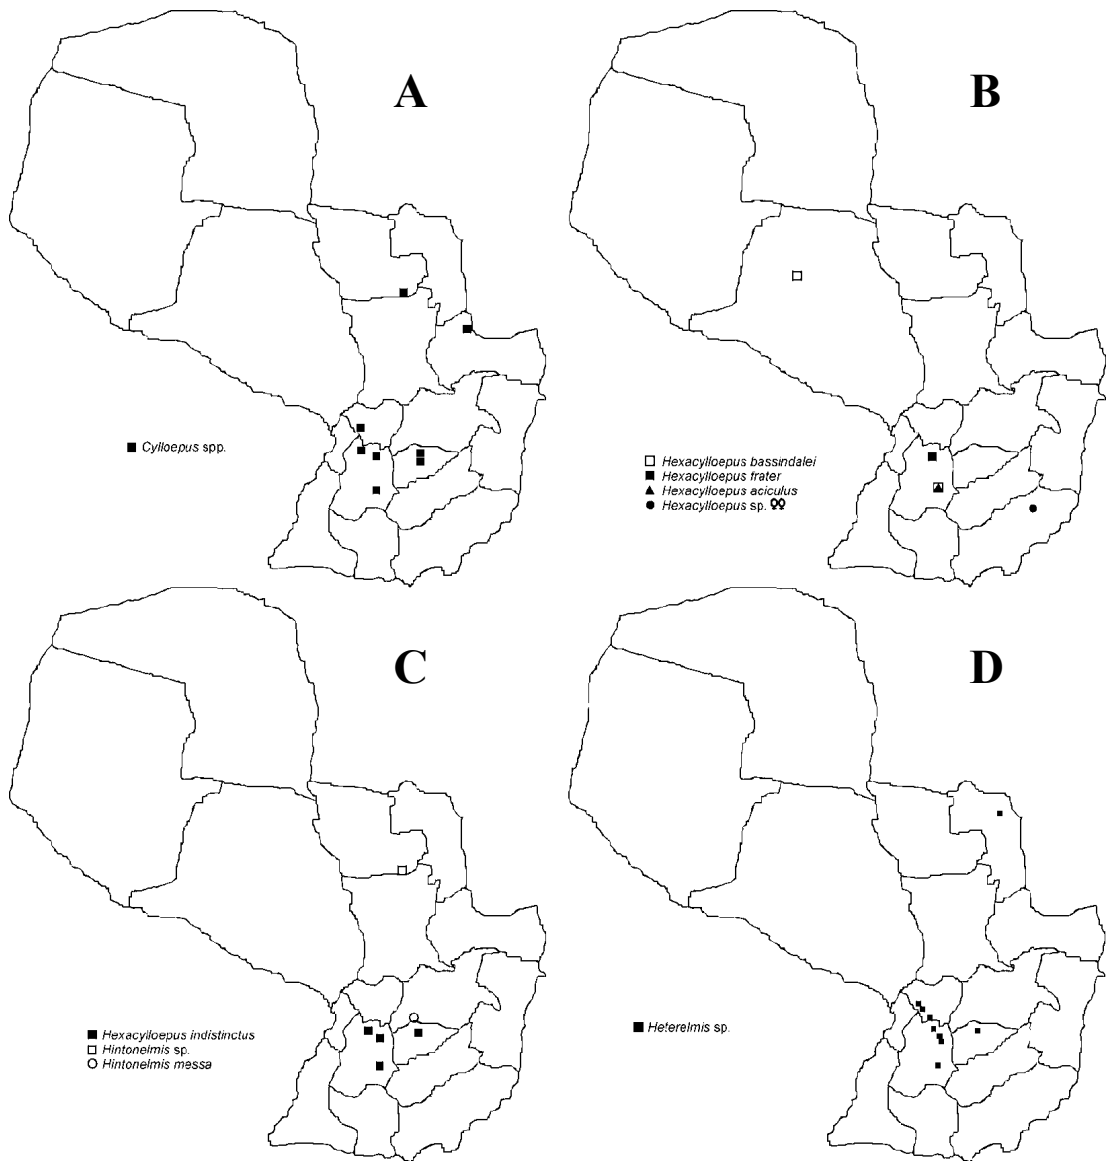 A
B
■ Cylloepus spp.
□ Hexacylloepus bassindalei
■ Hexacylloepus frater
▲ Hexacylloepus aciculus
● Hexacylloepus sp. ♀♀
C
D
■ Hexacylloepus indistinctus
□ Hintonelmis sp.
○ Hintonelmis messa
■ Heterelmis sp.